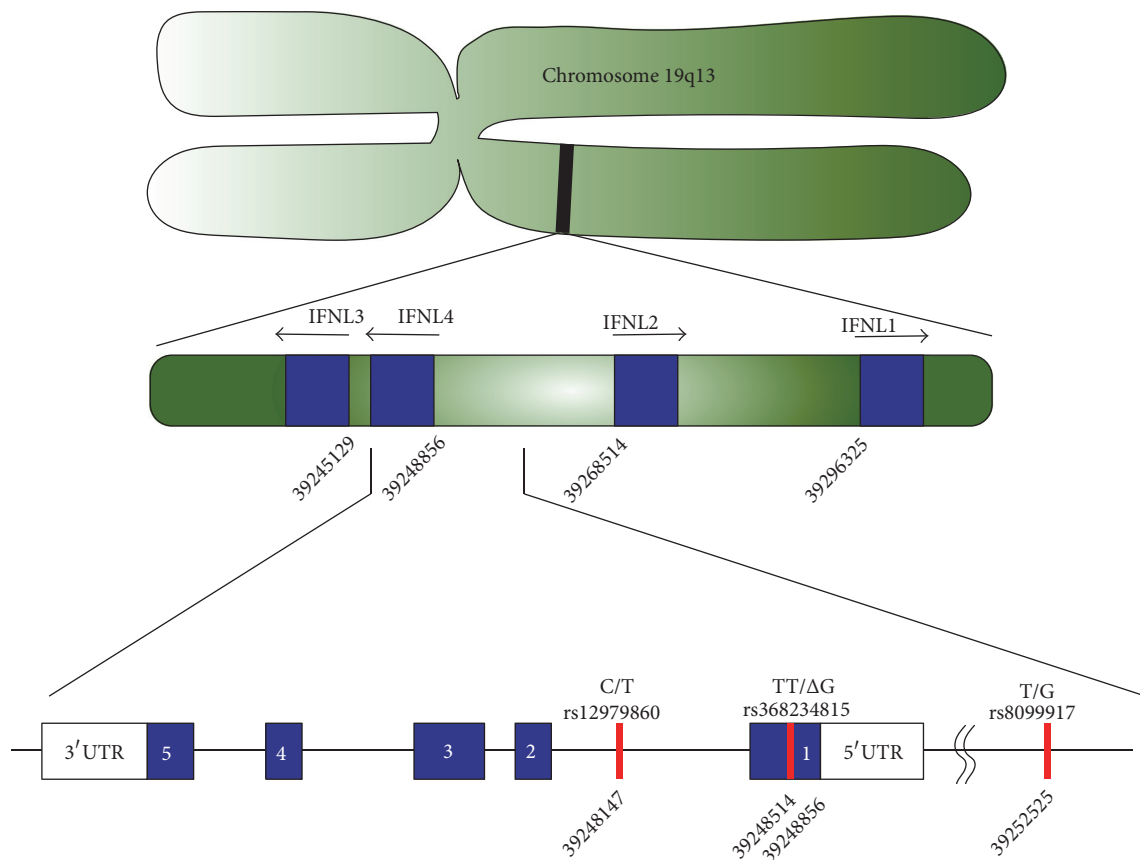 Chromosome 19q13
IFNL3
IFNL4
IFNL2
IFNL1
39245129
39248856
39268514
39296325
C/T
rs12979860
TT/ΔG
rs368234815
T/G
rs8099917
3′UTR
5
4
3
2
1
5′UTR
39248147
39248514
39248856
39252525